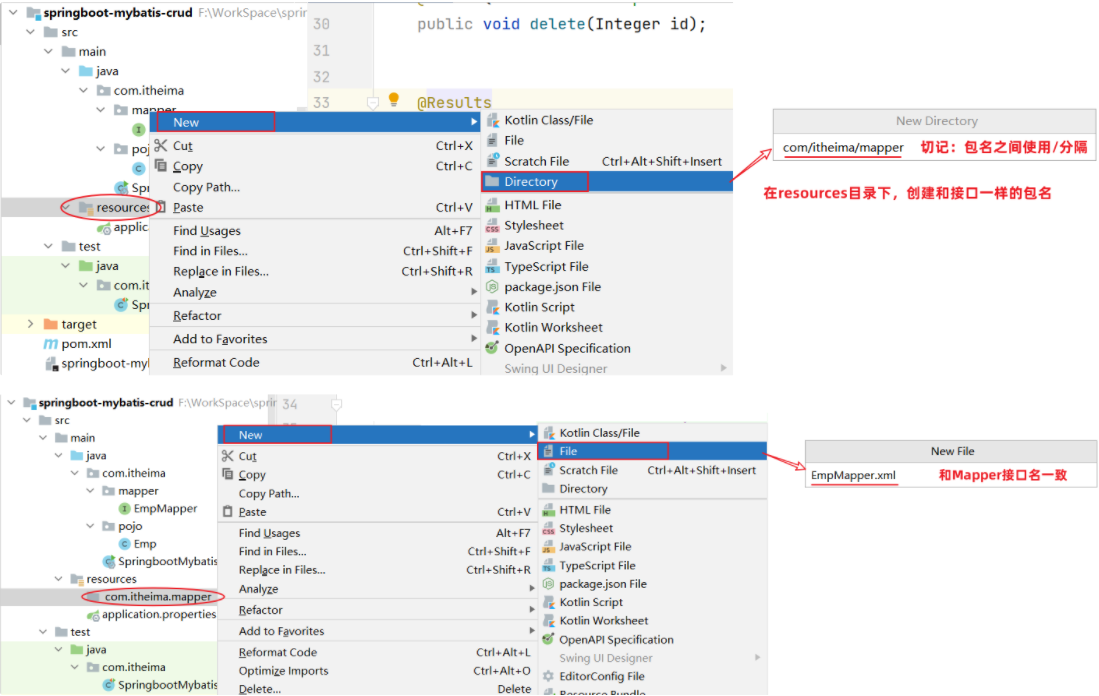 springboot-mybatis-crud F:\WorkSpace\sprin
src
main
java
com.itheima
mapper
I
poj
C
Sp
resources
applic
test
java
com.it
Spr
target
pom.xml
springboot-myl
30 public void delete(Integer id);
31
32
33 @Results
New
Cut Ctrl+X
Copy Ctrl+C
Copy Path...
Paste Ctrl+V
Find Usages Alt+F7
Find in Files... Ctrl+Shift+F
Replace in Files... Ctrl+Shift+R
Analyze
Refactor
Add to Favorites
Reformat Code Ctrl+Alt+L
Kotlin Class/File
File
Scratch File Ctrl+Alt+Shift+Insert
Directory
HTML File
Stylesheet
JavaScript File
TypeScript File
package.json File
Kotlin Script
Kotlin Worksheet
OpenAPI Specification
Swing UI Designer
New Directory
com/itheima/mapper 切记：包名之间使用/分隔
在resources目录下，创建和接口一样的包名
springboot-mybatis-crud F:\WorkSpace\sprir
src
main
java
com.itheima
mapper
EmpMapper
pojo
Emp
SpringbootMybatis
resources
com.itheima.mapper
application.properties
test
java
com.itheima
SpringbootMybatis
34
New
Cut Ctrl+X
Copy Ctrl+C
Copy Path...
Paste Ctrl+V
Find Usages Alt+F7
Find in Files... Ctrl+Shift+F
Replace in Files... Ctrl+Shift+R
Analyze
Refactor
Add to Favorites
Reformat Code Ctrl+Alt+L
Optimize Imports Ctrl+Alt+O
Delete... Delete
Kotlin Class/File
File
Scratch File Ctrl+Alt+Shift+Insert
Directory
HTML File
Stylesheet
JavaScript File
TypeScript File
package.json File
Kotlin Script
Kotlin Worksheet
OpenAPI Specification
Swing UI Designer
EditorConfig File
Resource Bundle
New File
EmpMapper.xml 和Mapper接口名一致